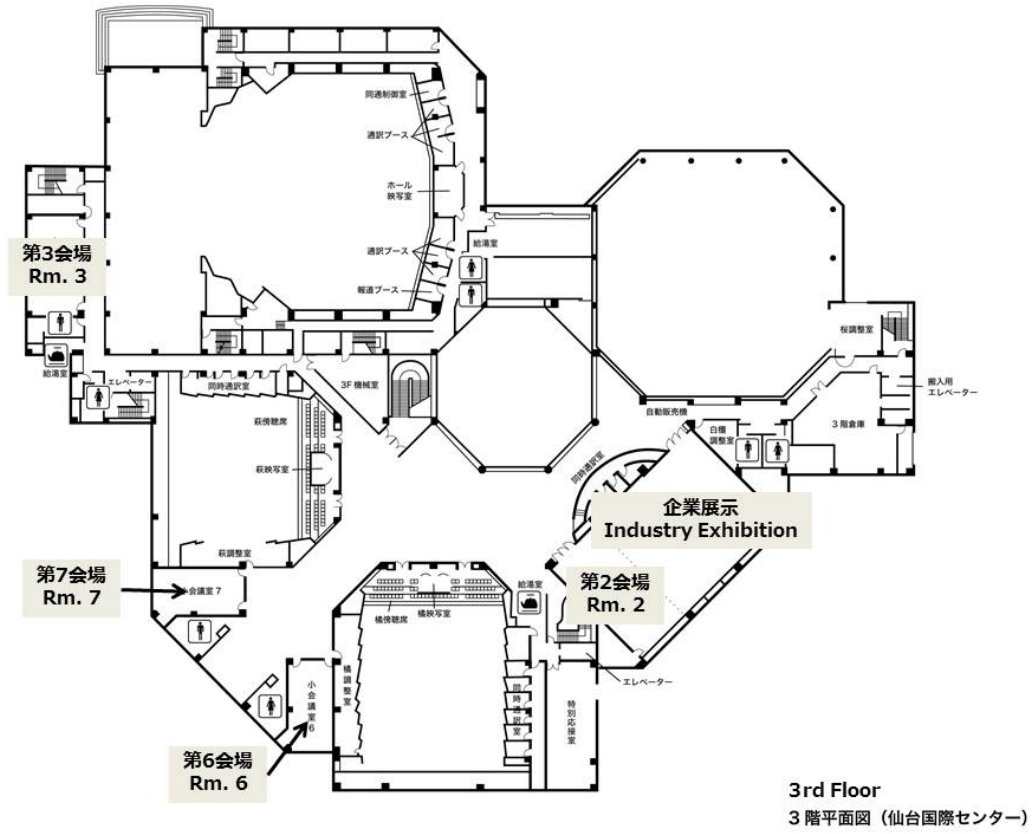 同通制御室
通訳ブース
ホール
映写室
給湯室
通訳ブース
報道ブース
第3会場
Rm. 3
給湯室
エレベーター
同時通訳室
3F 機械室
桜調整室
搬入用
エレベーター
自動販売機
白橿
調整室
3階倉庫
萩傍聴席
萩映写室
萩調整室
同時通訳室
企業展示
Industry Exhibition
第7会場
Rm. 7
小会議室 7
第2会場
Rm. 2
給湯室
橘傍聴席
橘映写室
橘調整室
小会議室6
同時通訳室
特別応接室
エレベーター
第6会場
Rm. 6
3rd Floor
3階平面図（仙台国際センター）